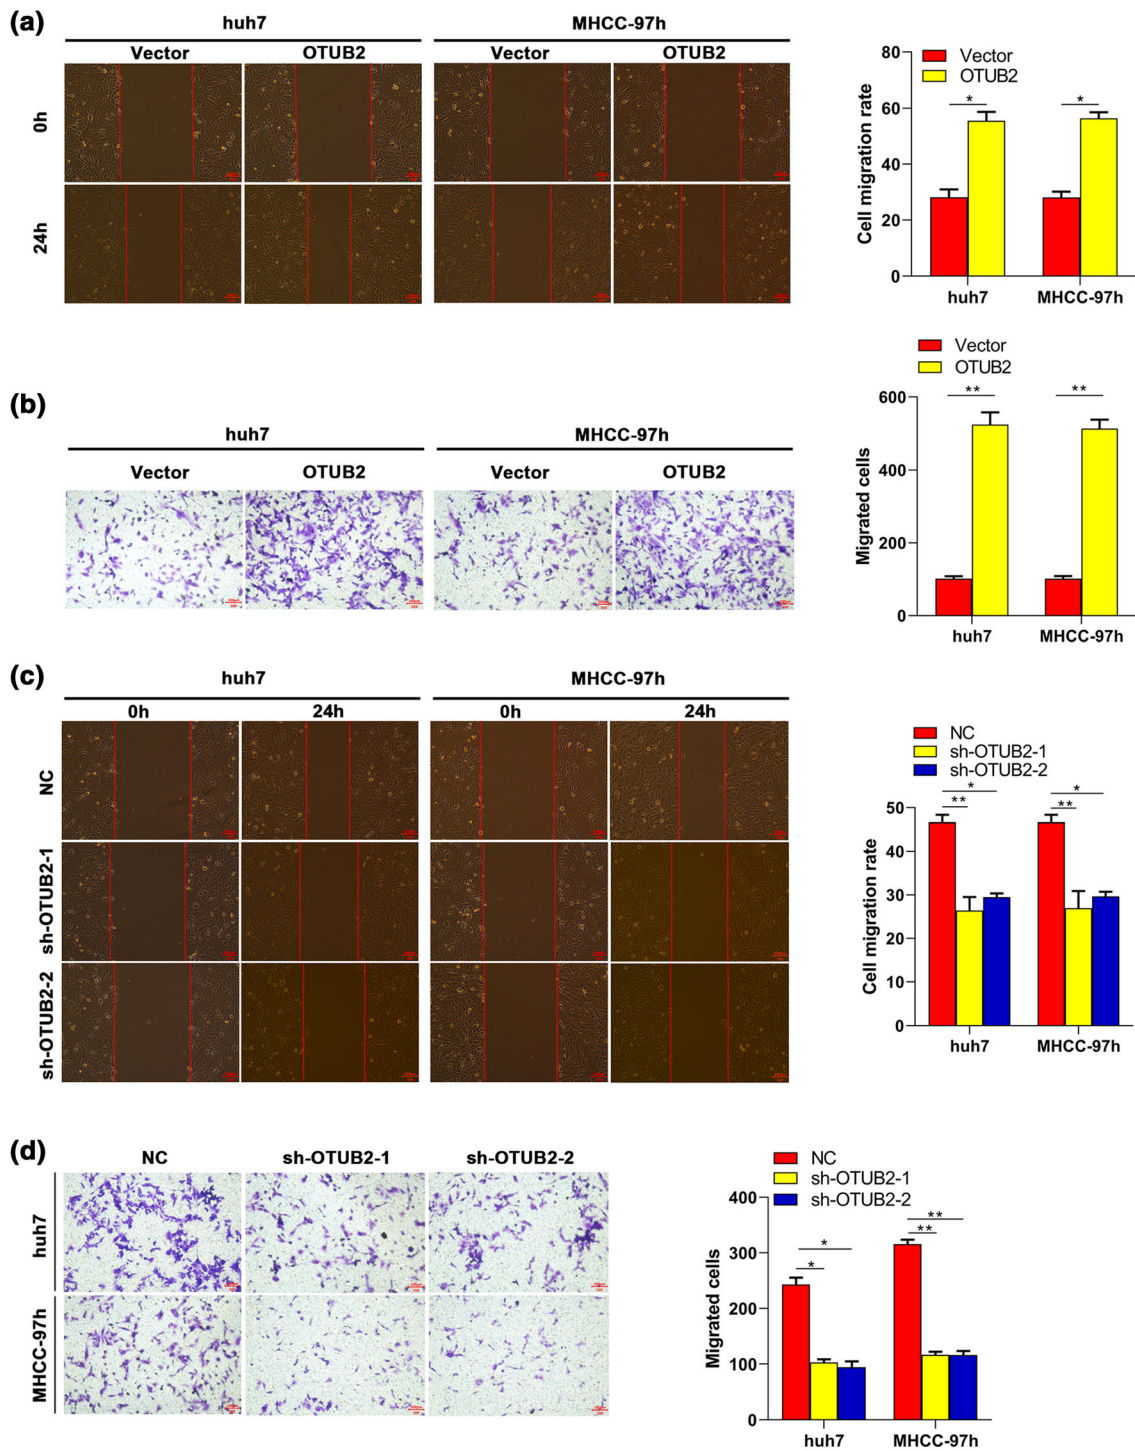 (a)
huh7
MHCC-97h
Vector
OTUB2
Vector
OTUB2
0h
24h
Vector
OTUB2
Cell migration rate
80
60
40
20
0
*
*
huh7
MHCC-97h
(b)
huh7
MHCC-97h
Vector
OTUB2
Vector
OTUB2
Vector
OTUB2
Migrated cells
600
400
200
0
**
**
huh7
MHCC-97h
(c)
huh7
MHCC-97h
0h
24h
0h
24h
NC
sh-OTUB2-1
sh-OTUB2-2
NC
sh-OTUB2-1
sh-OTUB2-2
Cell migration rate
50
40
30
20
10
0
*
**
*
**
huh7
MHCC-97h
(d)
NC
sh-OTUB2-1
sh-OTUB2-2
huh7
MHCC-97h
NC
sh-OTUB2-1
sh-OTUB2-2
Migrated cells
400
300
200
100
0
*
*
**
**
huh7
MHCC-97h